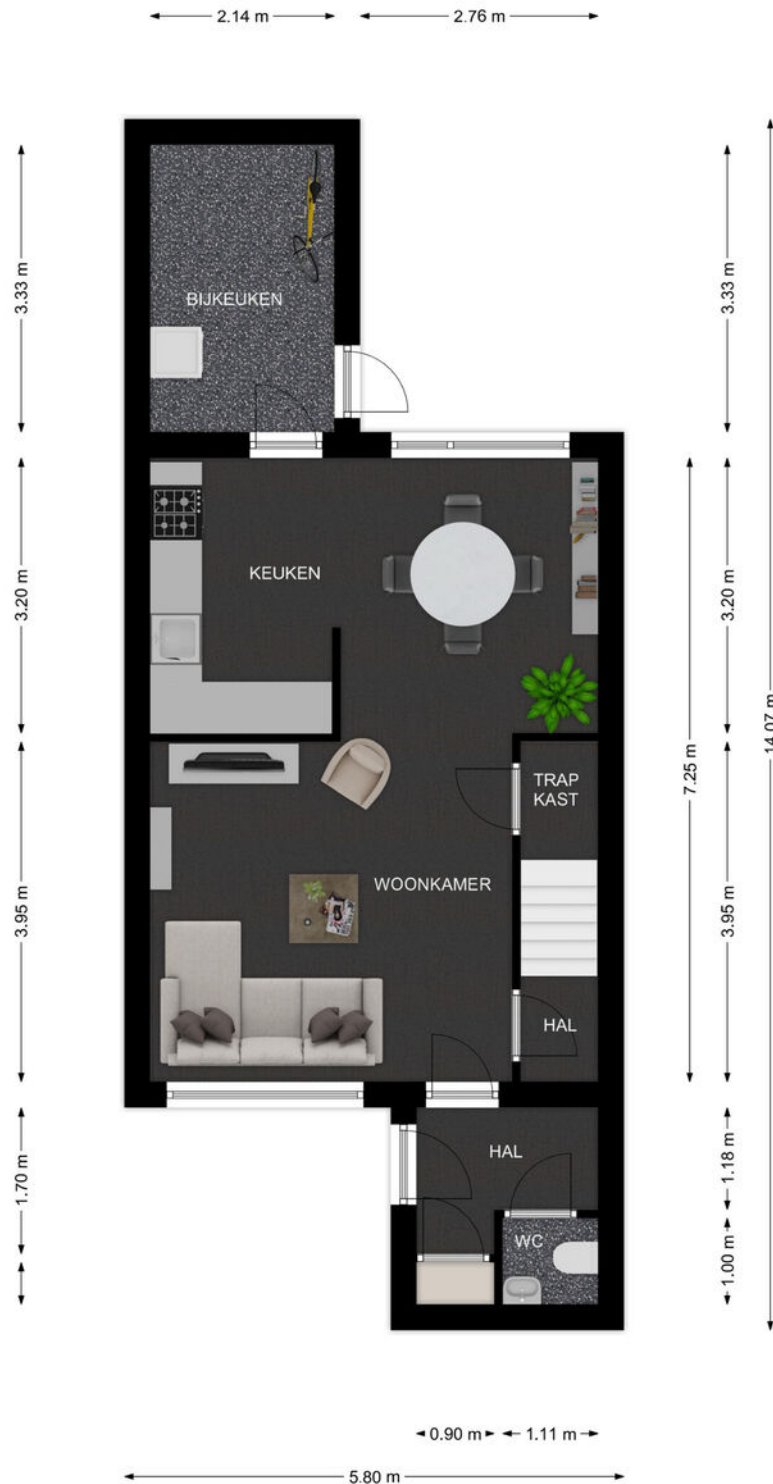 2.14 m
2.76 m
3.33 m
3.33 m
BIJKEUKEN
KEUKEN
3.20 m
3.20 m
14.07 m
7.25 m
TRAP
KAST
WOONKAMER
3.95 m
3.95 m
HAL
HAL
1.70 m
1.18 m
WC
1.00 m
0.90 m
1.11 m
5.80 m